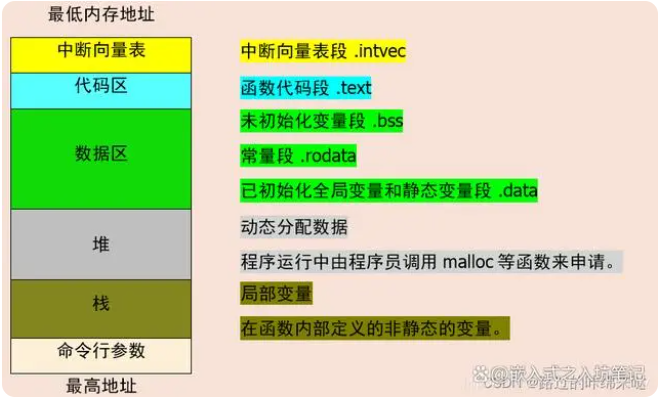 最低内存地址
中断向量表
中断向量表段 .intvec
代码区
函数代码段 .text
未初始化变量段 .bss
数据区
常量段 .rodata
已初始化全局变量和静态变量段 .data
动态分配数据
堆
程序运行中由程序员调用 malloc 等函数来申请。
栈
局部变量
在函数内部定义的非静态的变量。
命令行参数
最高地址
@嵌入式之入坑笔记
CSDN @路过的咩绵呆哒